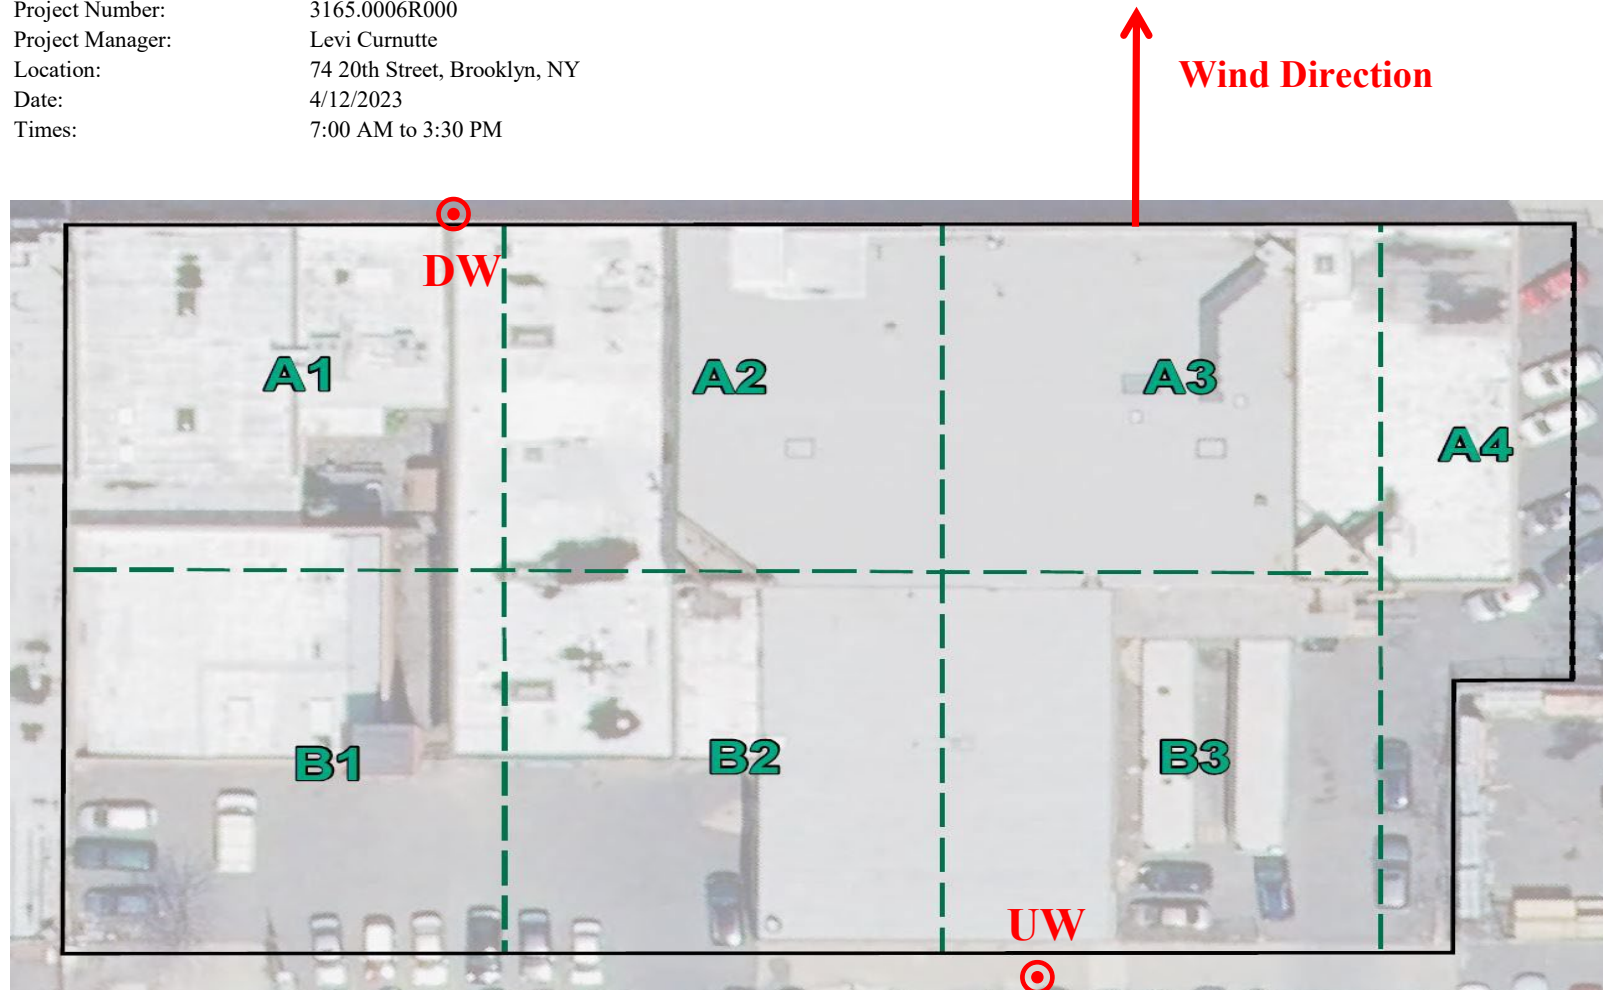 Project Number: 3165.0006R000
Project Manager: Levi Curnutte
Location: 74 20th Street, Brooklyn, NY
Date: 4/12/2023
Times: 7:00 AM to 3:30 PM
Wind Direction
DW
A1
A2
A3
A4
B1
B2
B3
UW